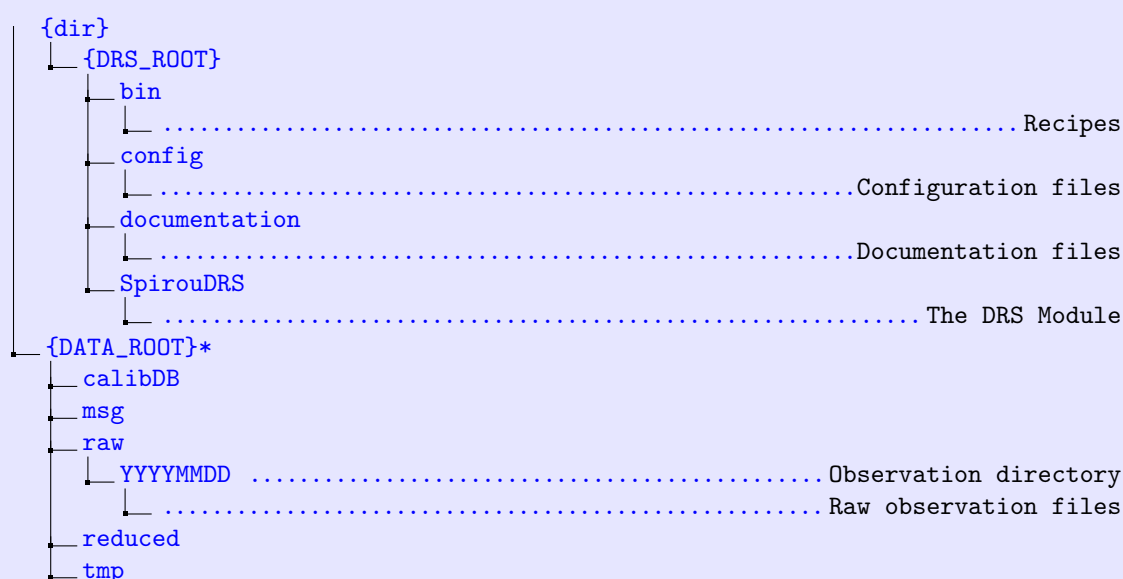 {dir}
{DRS_ROOT}
bin
........................................................................ Recipes
config
.......................................................... Configuration files
documentation
.......................................................... Documentation files
SpirouDRS
............................................................... The DRS Module
{DATA_ROOT}*
calibDB
msg
raw
YYYYMMDD ................................................ Observation directory
....................................................... Raw observation files
reduced
tmp